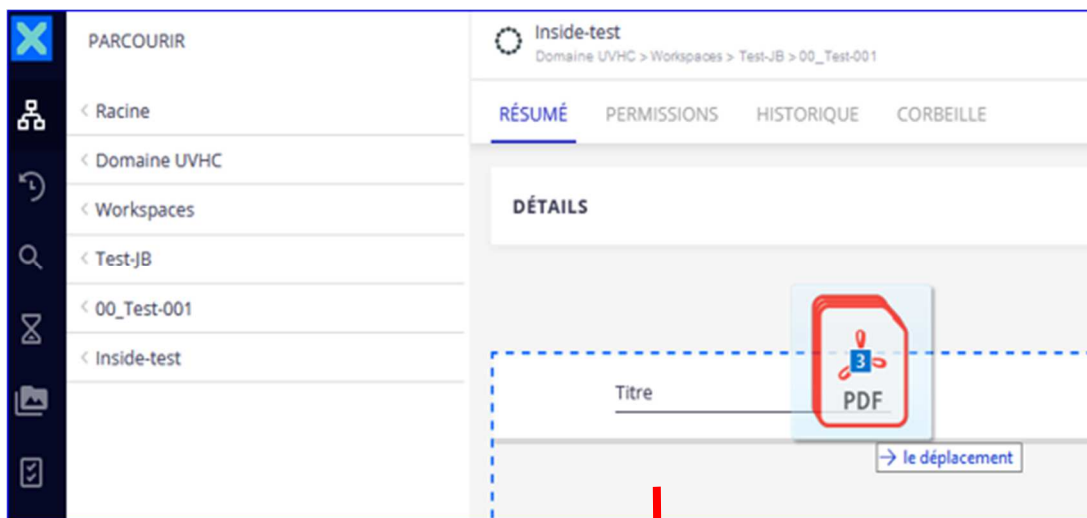 PARCOURIR
Racine
Domaine UVHC
Workspaces
Test-JB
00_Test-001
Inside-test
Inside-test
Domaine UVHC > Workspaces > Test-JB > 00_Test-001
RÉSUMÉ PERMISSIONS HISTORIQUE CORBEILLE
DÉTAILS
Titre
3
PDF
→ le déplacement